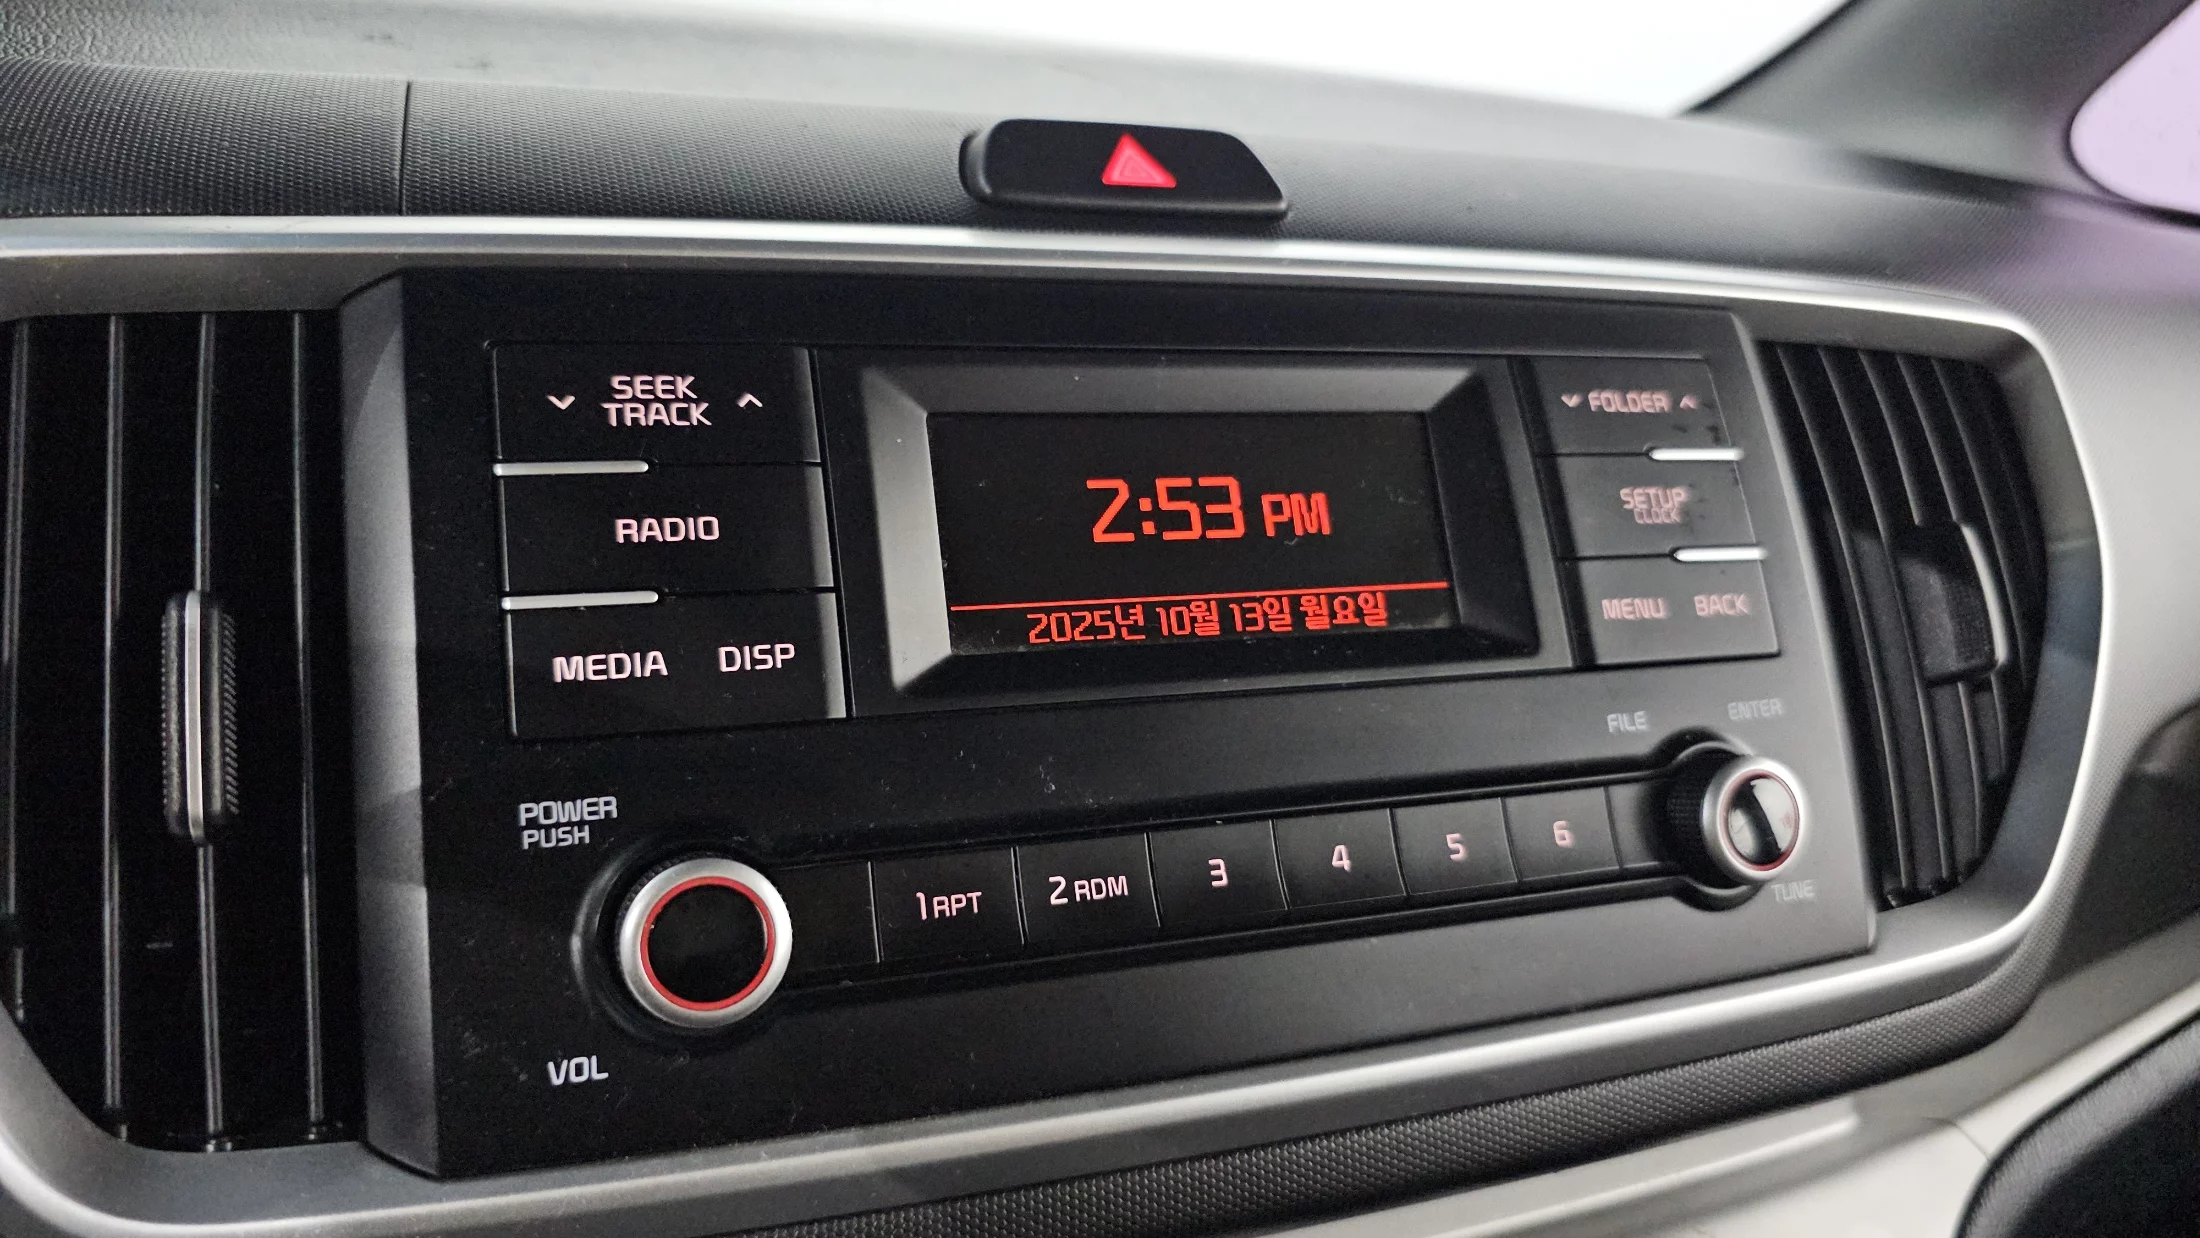 SEEK
TRACK
RADIO
MEDIA DISP
2:53 PM
2025년 10월 13일 월요일
FOLDER
SETUP
CLOCK
MENU BACK
FILE
ENTER
POWER
PUSH
VOL
1 RPT
2 RDM
3
4
5
6
TUNE